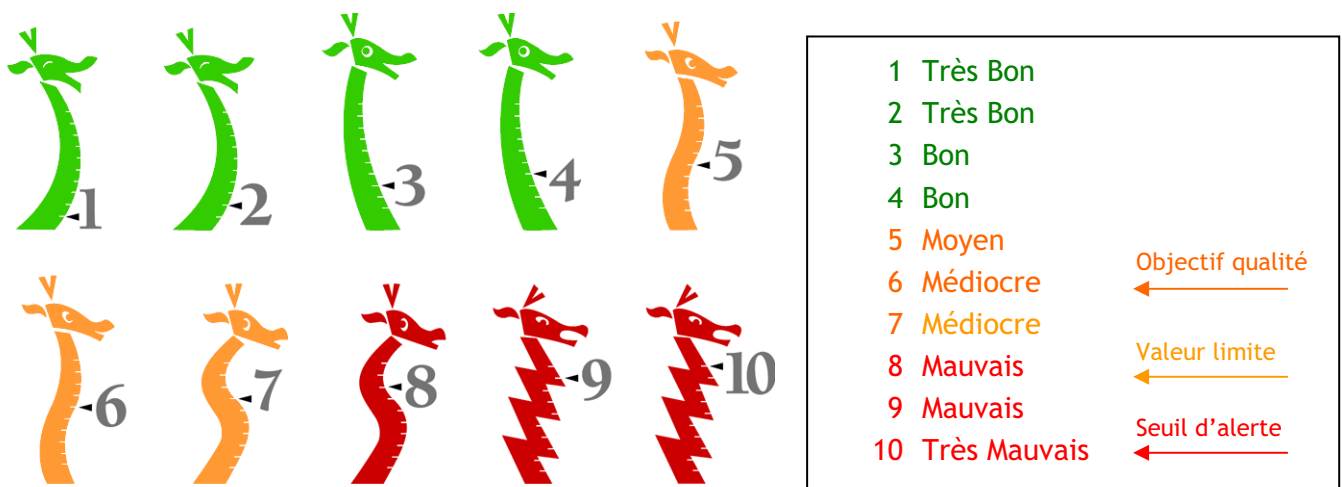 1
2
3
4
5
6
7
8
9
10
1 Très Bon
2 Très Bon
3 Bon
4 Bon
5 Moyen
Objectif qualité
6 Médiocre
7 Médiocre
Valeur limite
8 Mauvais
9 Mauvais
Seuil d’alerte
10 Très Mauvais